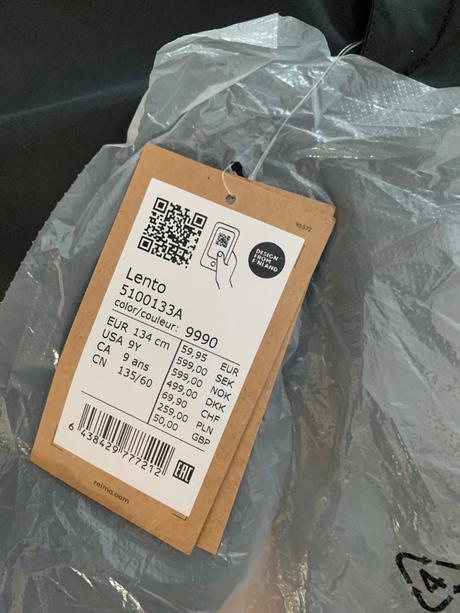 96572
DESIGN
FROM
FINLAND
Lento
5100133A
color/couleur: 9990
EUR 134 cm
USA 9Y
CA 9 ans
CN 135/60
59,95 EUR
599,00 SEK
599,00 NOK
499,00 DKK
69,90 CHF
259,00 PLN
50,00 GBP
6 438429 777212
EAC
reima.com
4